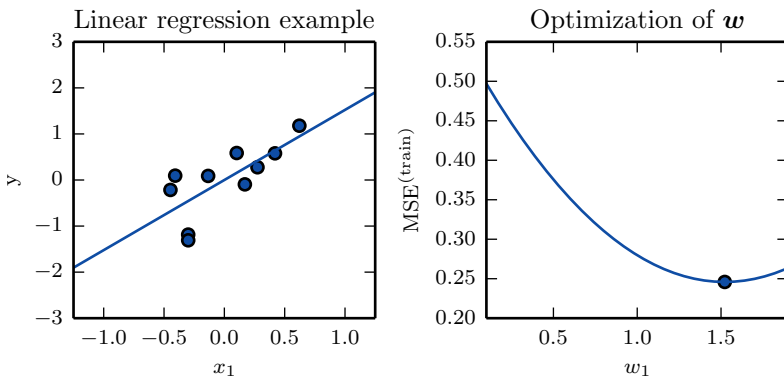 Linear regression example
3
2
1
0
−1
−2
−3
y
−1.0 −0.5 0.0 0.5 1.0
x₁
Optimization of w
0.55
0.50
0.45
0.40
0.35
0.30
0.25
0.20
MSE⁽ᵗʳᵃⁱⁿ⁾
0.5 1.0 1.5
w₁